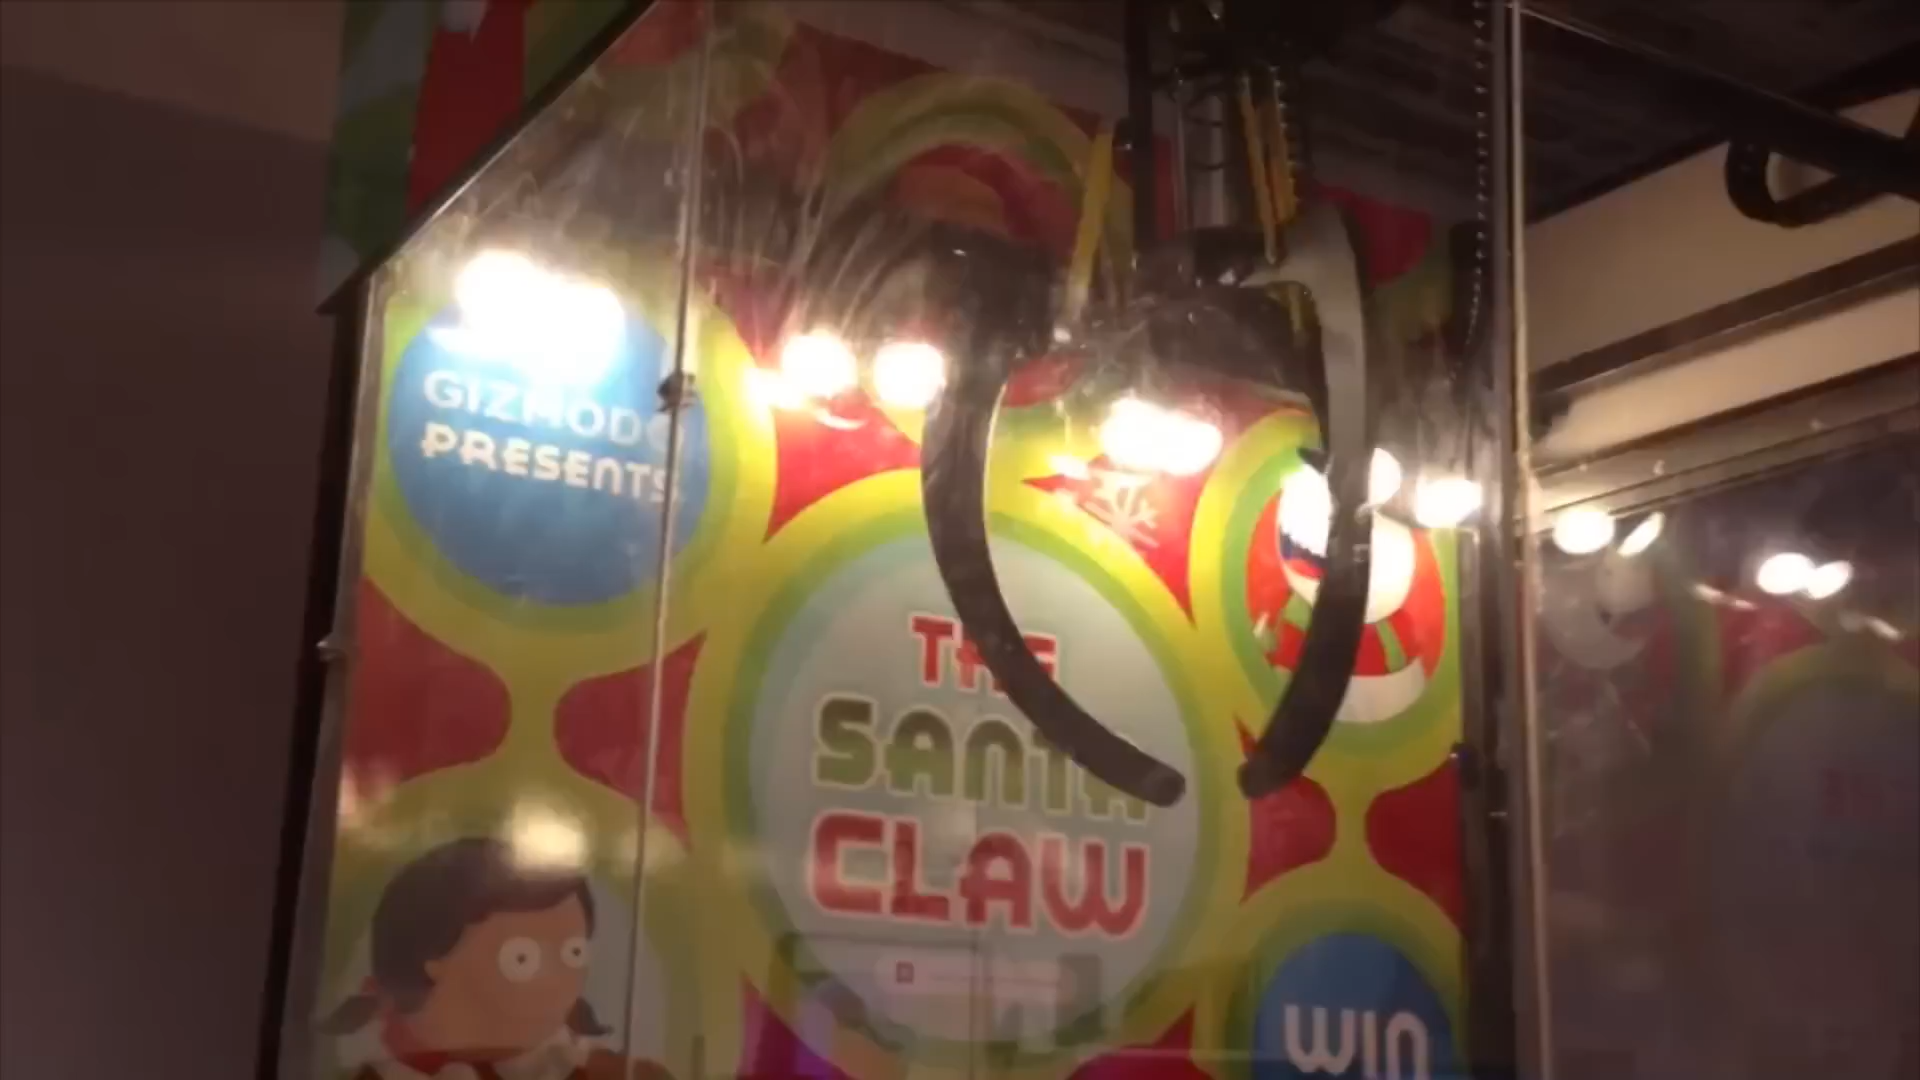 GIZMODO
PRESENTS
THE
SANTA
CLAW
WIN